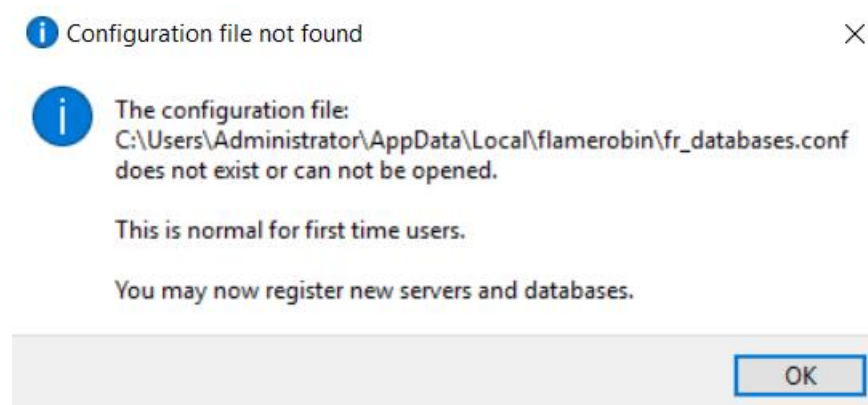 Configuration file not found
The configuration file:
C:\Users\Administrator\AppData\Local\flamerobin\fr_databases.conf
does not exist or can not be opened.
This is normal for first time users.
You may now register new servers and databases.
OK